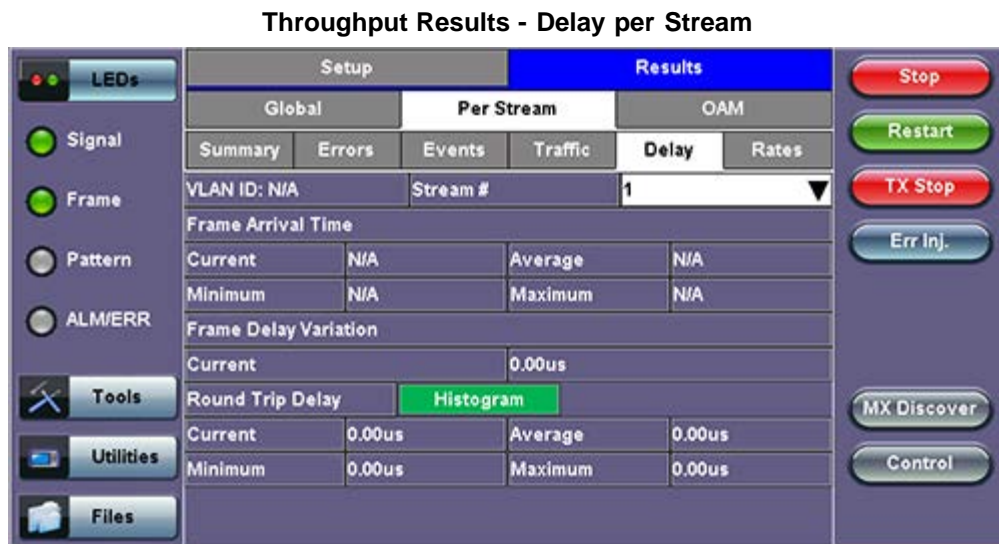 Throughput Results - Delay per Stream
LEDs
Signal
Frame
Pattern
ALM/ERR
Tools
Utilities
Files
Setup Results
Global Per Stream OAM
Summary Errors Events Traffic Delay Rates
VLAN ID: N/A Stream # 1
Frame Arrival Time
Current N/A Average N/A
Minimum N/A Maximum N/A
Frame Delay Variation
Current 0.00us
Round Trip Delay Histogram
Current 0.00us Average 0.00us
Minimum 0.00us Maximum 0.00us
Stop
Restart
TX Stop
Err Inj.
MX Discover
Control